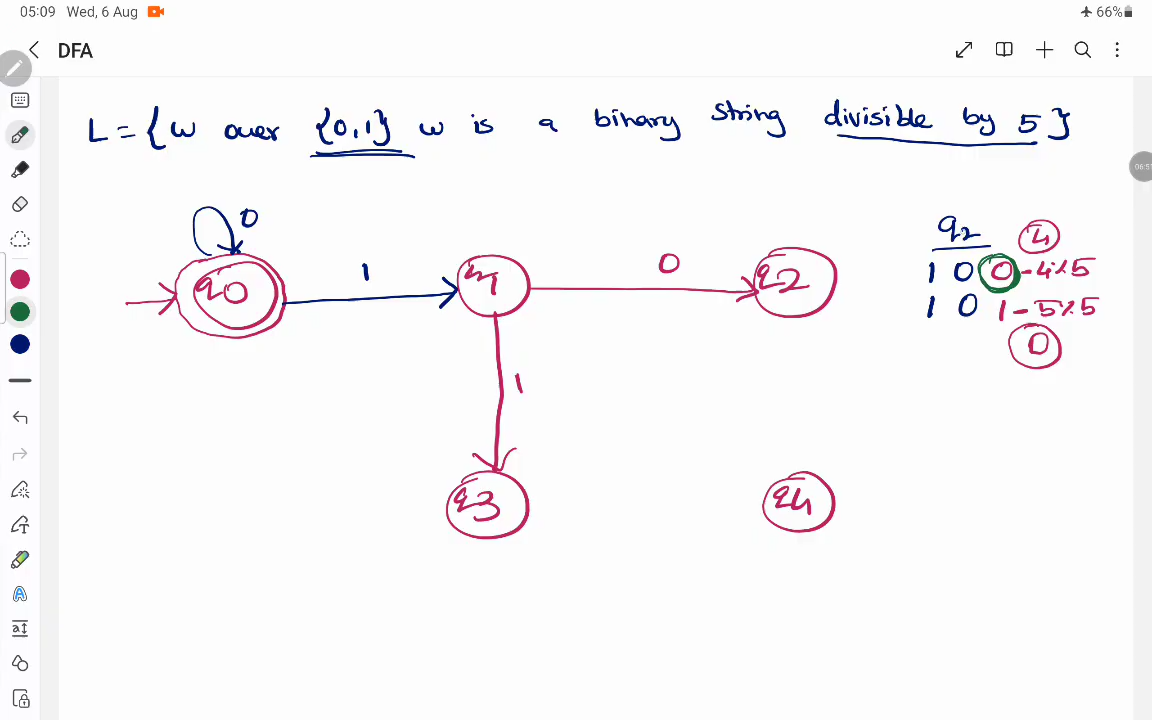 05:09 Wed, 6 Aug 66%
DFA
L = { w over {0,1} w is a binary string divisible by 5 }
06:51
0
q2
4
q0 1 q1 0 q2
1 0 0 - 4%5
1 0 1 - 5%5
0
1
q3 q4